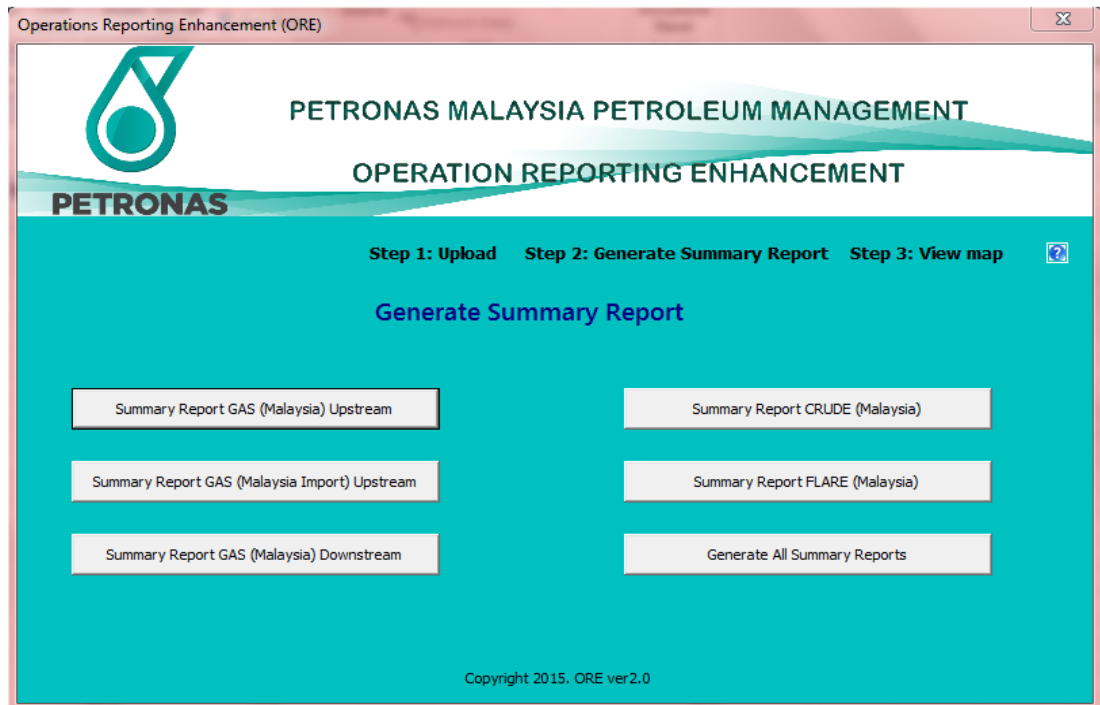 Operations Reporting Enhancement (ORE)
PETRONAS MALAYSIA PETROLEUM MANAGEMENT
OPERATION REPORTING ENHANCEMENT
PETRONAS
Step 1: Upload Step 2: Generate Summary Report Step 3: View map ?
Generate Summary Report
Summary Report GAS (Malaysia) Upstream
Summary Report CRUDE (Malaysia)
Summary Report GAS (Malaysia Import) Upstream
Summary Report FLARE (Malaysia)
Summary Report GAS (Malaysia) Downstream
Generate All Summary Reports
Copyright 2015. ORE ver2.0